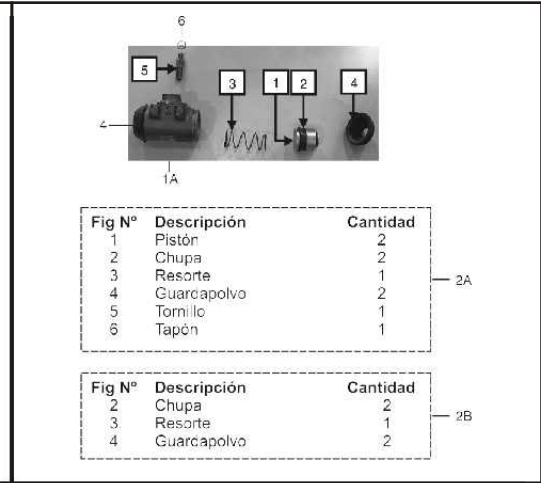 6
5
3
1
2
4
4
1A
Fig Nº Descripción Cantidad
1 Pistón 2
2 Chupa 2
3 Resorte 1
4 Guardapolvo 2
5 Tornillo 1
6 Tapón 1
2A
Fig Nº Descripción Cantidad
2 Chupa 2
3 Resorte 1
4 Guardapolvo 2
2B